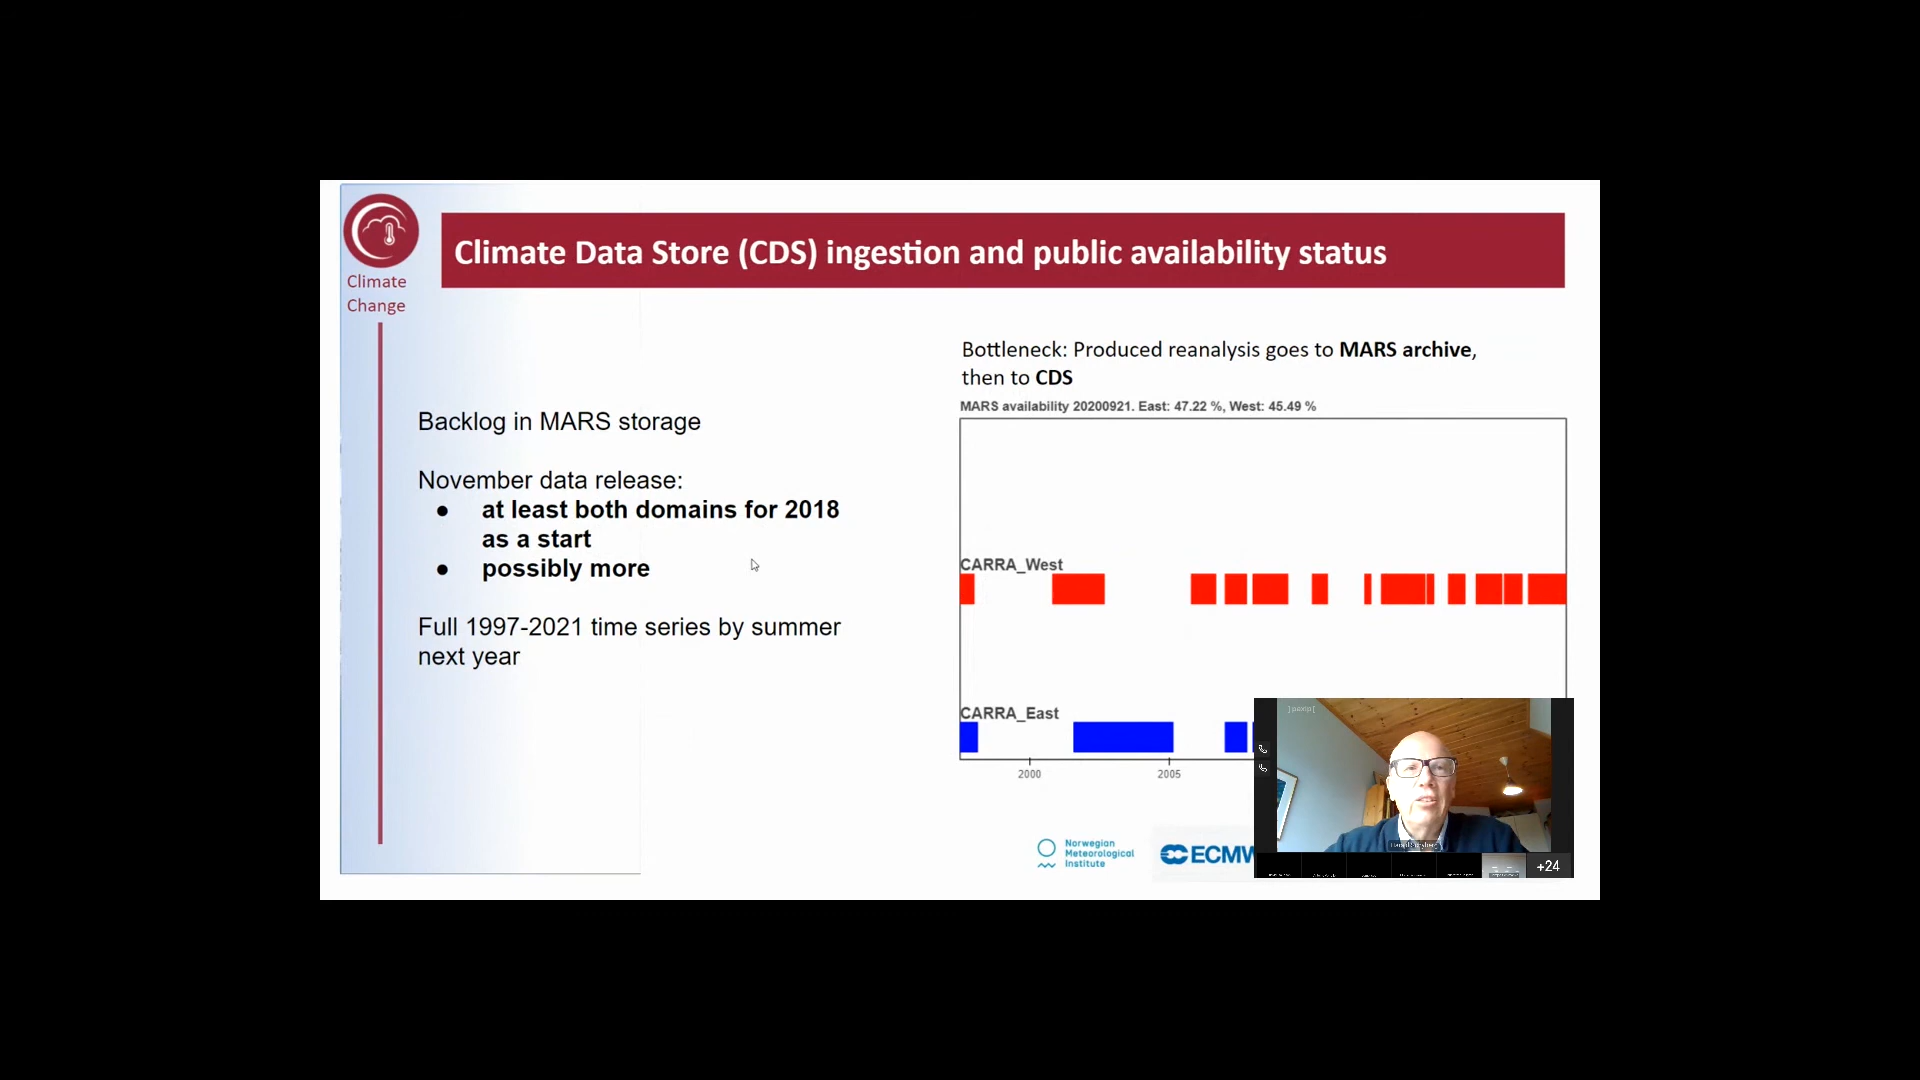 Climate Data Store (CDS) ingestion and public availability status
Climate
Change
Backlog in MARS storage
November data release:
● at least both domains for 2018
as a start
● possibly more
Full 1997-2021 time series by summer
next year
Bottleneck: Produced reanalysis goes to MARS archive,
then to CDS
MARS availability 20200921. East: 47.22 %, West: 45.49 %
CARRA_West
CARRA_East
2000
2005
Norwegian
Meteorological
Institute
ECMW
+24